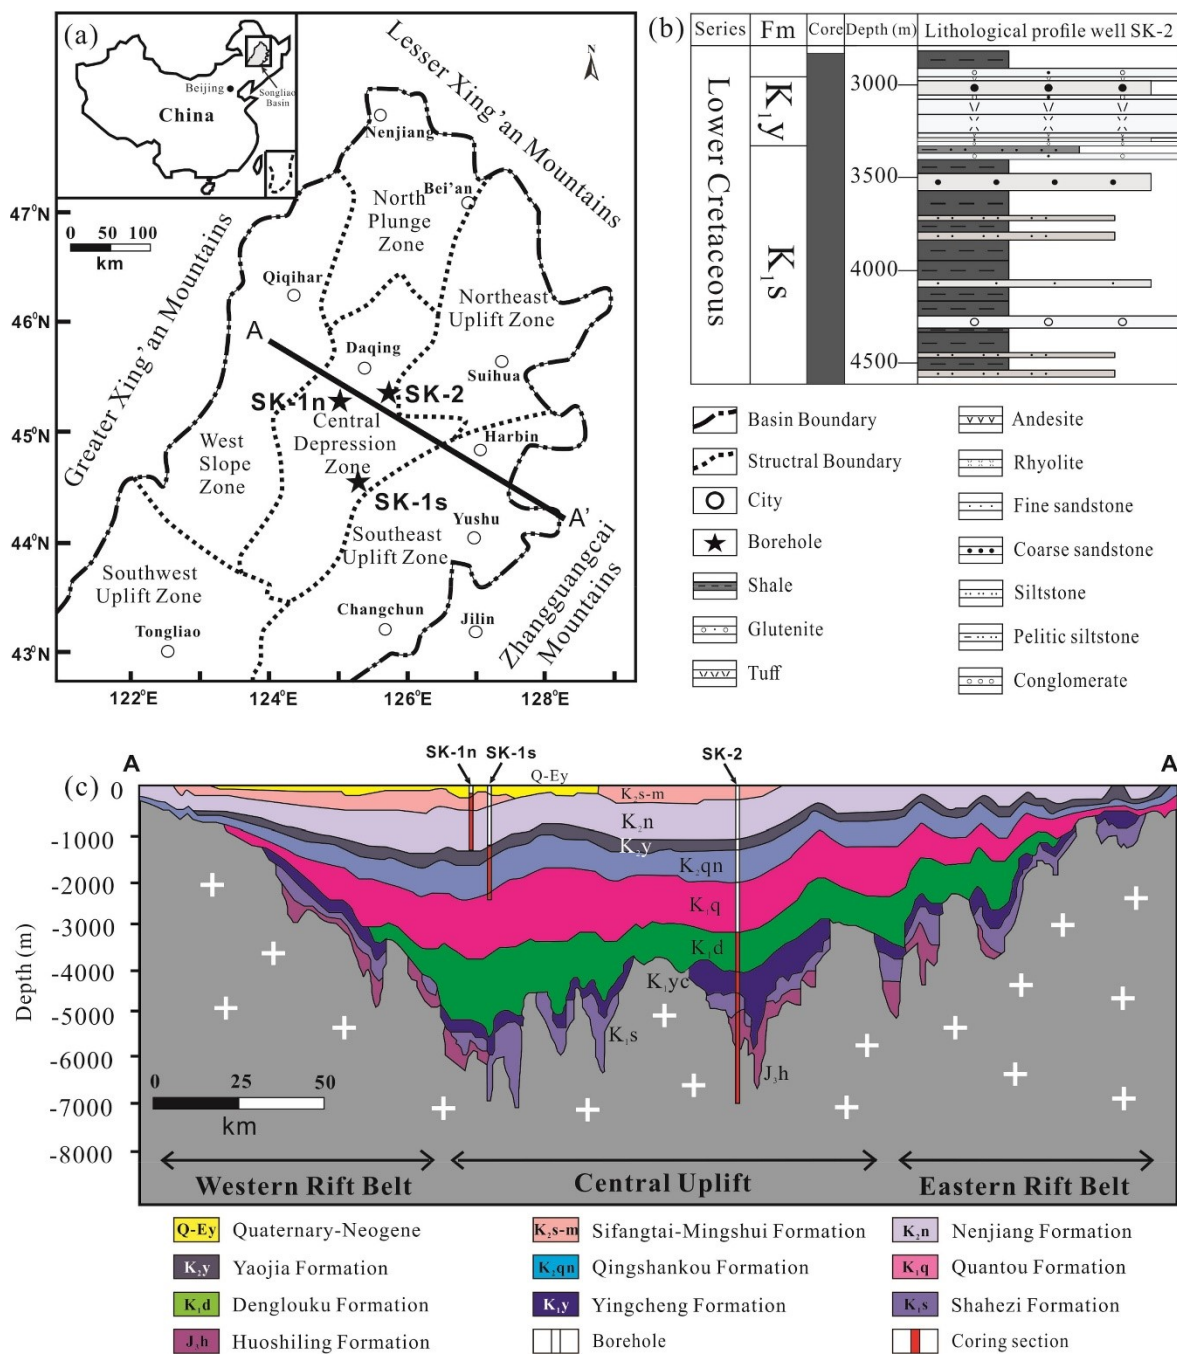 (a)
Beijing
Songliao
Basin
China
N
Lesser Xing'an Mountains
Greater Xing'an Mountains
Zhangguangcai
Mountains
Nenjiang
Bei'an
North
Plunge
Zone
Qiqihar
Northeast
Uplift Zone
A
Daqing
Suihua
SK-1n
SK-2
Central
Depression
Zone
Harbin
West
Slope
Zone
SK-1s
Yushu
A'
Southeast
Uplift Zone
Southwest
Uplift Zone
Changchun
Jilin
Tongliao
0 50 100
km
47°N
46°N
45°N
44°N
43°N
122°E 124°E 126°E 128°E
(b)
Series Fm Core Depth (m) Lithological profile well SK-2
Lower Cretaceous
K₁y
K₁s
3000
3500
4000
4500
Basin Boundary
Structral Boundary
City
Borehole
Shale
Glutenite
Tuff
Andesite
Rhyolite
Fine sandstone
Coarse sandstone
Siltstone
Pelitic siltstone
Conglomerate
(c)
A SK-1n SK-1s SK-2 A
Q-Ey
K₂s-m
K₂n
K₂y
K₂qn
K₁q
K₁d
K₁yc
K₁s
J₃h
Depth (m)
0
-1000
-2000
-3000
-4000
-5000
-6000
-7000
-8000
0 25 50
km
Western Rift Belt Central Uplift Eastern Rift Belt
Q-Ey Quaternary-Neogene
K₂s-m Sifangtai-Mingshui Formation
K₂n Nenjiang Formation
K₂y Yaojia Formation
K₂qn Qingshankou Formation
K₁q Quantou Formation
K₁d Denglouku Formation
K₁y Yingcheng Formation
K₁s Shahezi Formation
J₃h Huoshiling Formation
Borehole
Coring section